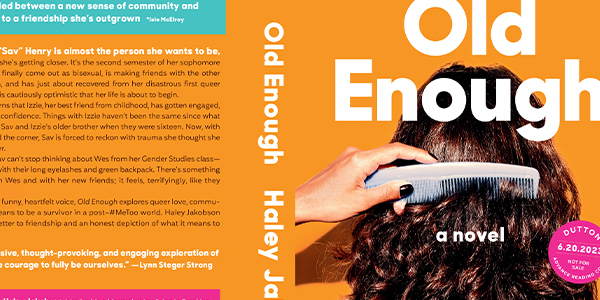 led between a new sense of community and
to a friendship she's outgrown *Isle McElroy
"Sav" Henry is almost the person she wants to be,
she's getting closer. It's the second semester of her sophomore
finally come out as bisexual, is making friends with the other
, and has just about recovered from her disastrous first queer
is cautiously optimistic that her life is about to begin.
rns that Izzie, her best friend from childhood, has gotten engaged,
confidence. Things with Izzie haven't been the same since what
Sav and Izzie's older brother when they were sixteen. Now, with
d the corner, Sav is forced to reckon with trauma she thought she
er.
av can't stop thinking about Wes from her Gender Studies class—
with their long eyelashes and green backpack. There's something
n Wes and with her new friends; it feels, terrifyingly, like they
funny, heartfelt voice, Old Enough explores queer love, commu-
eans to be a survivor in a post–#MeToo world. Haley Jakobson
etter to friendship and an honest depiction of what it means to
sive, thought-provoking, and engaging exploration of
e courage to fully be ourselves." —Lynn Steger Strong
Old Enough Haley Ja
Old
Enough
a novel
DUTTON
6.20.2023
NOT FOR
SALE
ADVANCE READING CO